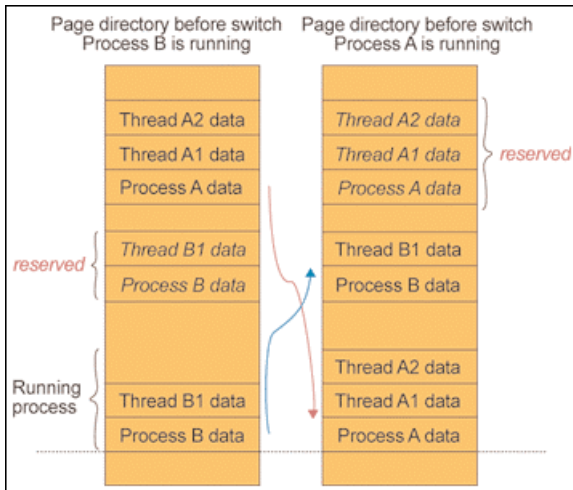 Page directory before switch
Process B is running
Page directory before switch
Process A is running
Thread A2 data
Thread A1 data
Process A data
reserved
Thread B1 data
Process B data
Running
process
Thread B1 data
Process B data
Thread A2 data
Thread A1 data
Process A data
reserved
Thread B1 data
Process B data
Thread A2 data
Thread A1 data
Process A data